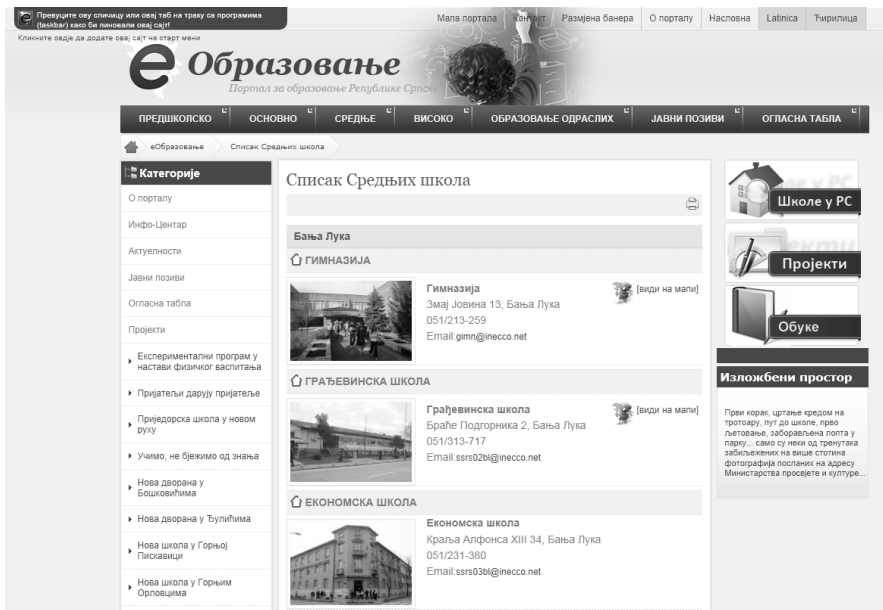 Превуците ову сличицу или овај таб на траку са програмима
(taskbar) како би пиновали овај сајт!
Кликните овдје да додате овај сајт на старт мени
Мапа портала Контакт Размјена банера О порталу Насловна Latinica Ћирилица
е Образовање
Портал за образовање Републике Српске
ПРЕДШКОЛСКО ОСНОВНО СРЕДЊЕ ВИСОКО ОБРАЗОВАЊЕ ОДРАСЛИХ ЈАВНИ ПОЗИВИ ОГЛАСНА ТАБЛА
еОбразовање Списак Средњих школа
Категорије
О порталу
Инфо-Центар
Актуелности
Јавни позиви
Огласна табла
Пројекти
Експериментални програм у
настави физичког васпитања
Пријатељи дарују пријатеље
Приједорска школа у новом
руху
Учимо, не бјежимо од знања
Нова дворана у
Бошковићима
Нова дворана у Ђулићима
Нова школа у Горњој
Пискавици
Нова школа у Горњим
Орловцима
Списак Средњих школа
Бања Лука
ГИМНАЗИЈА
Гимназија
[види на мапи]
Змај Јовина 13, Бања Лука
051/213-259
Email:gimn@inecco.net
ГРАЂЕВИНСКА ШКОЛА
Грађевинска школа
[види на мапи]
Браће Подгорника 2, Бања Лука
051/313-717
Email:ssrs02bl@inecco.net
ЕКОНОМСКА ШКОЛА
Економска школа
Краља Алфонса XIII 34, Бања Лука
051/231-380
Email:ssrs03bl@inecco.net
Школе у РС
Пројекти
Обуке
Изложбени простор
Први корак, цртање кредом на
тротоару, пут до школе, прво
љетовање, заборављена лопта у
парку... само су неки од тренутака
забиљежених на више стотина
фотографија посланих на адресу
Министарства просвјете и културе...